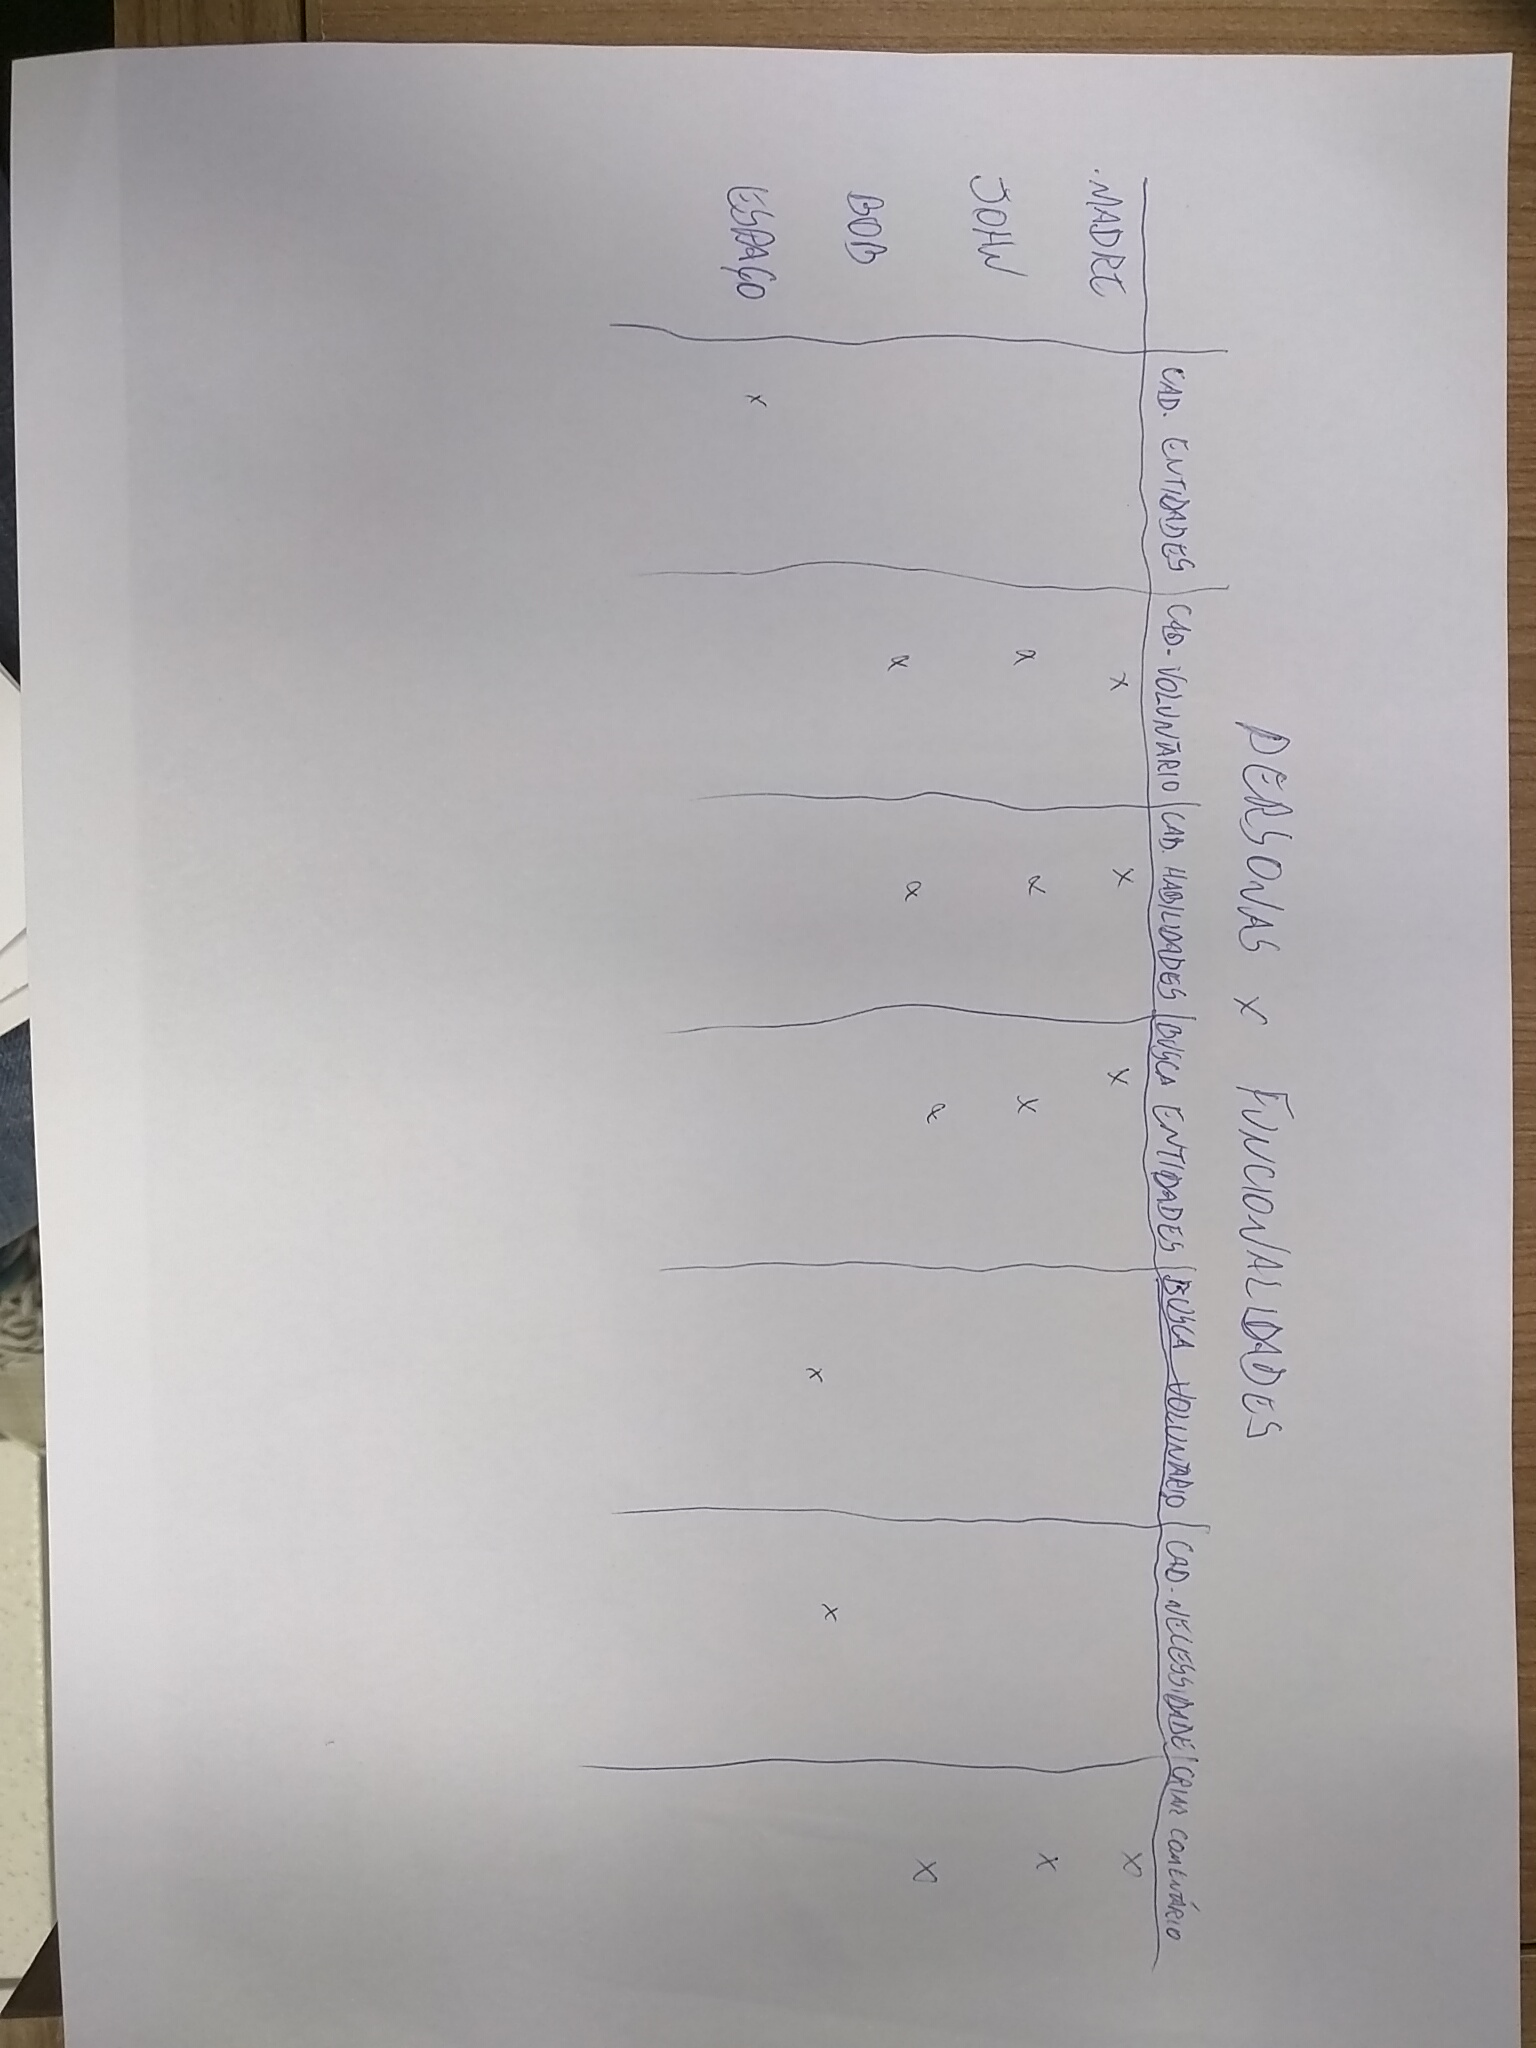 PERSONAS X FUNCIONALIDADES
CAD. ENTIDADES | CAD. VOLUNTÁRIO | CAD. HABILIDADES | BUSCA ENTIDADES | BUSCA VOLUNTÁRIO | CAD. NECESSIDADE | CRIAR COMENTÁRIO
MADRE X X X X
JOHN X X X X
BOB X X X X
ESPAÇO X X X